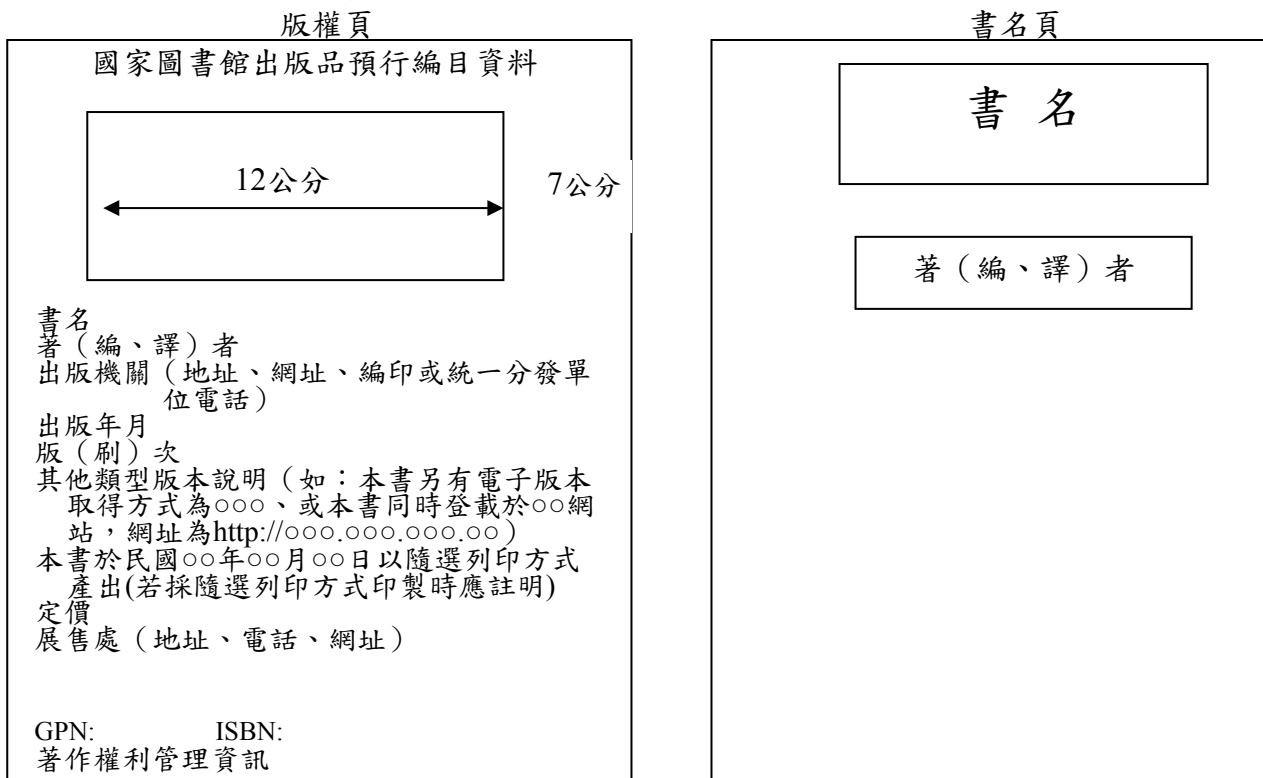 版權頁
國家圖書館出版品預行編目資料
12公分
7公分
書名
著（編、譯）者
出版機關（地址、網址、編印或統一分發單
位電話）
出版年月
版（刷）次
其他類型版本說明（如：本書另有電子版本
取得方式為○○○、或本書同時登載於○○網
站，網址為http://○○○.○○○.○○○.○○）
本書於民國○○年○○月○○日以隨選列印方式
產出(若採隨選列印方式印製時應註明)
定價
展售處（地址、電話、網址）
GPN: ISBN:
著作權利管理資訊
書名頁
書 名
著（編、譯）者